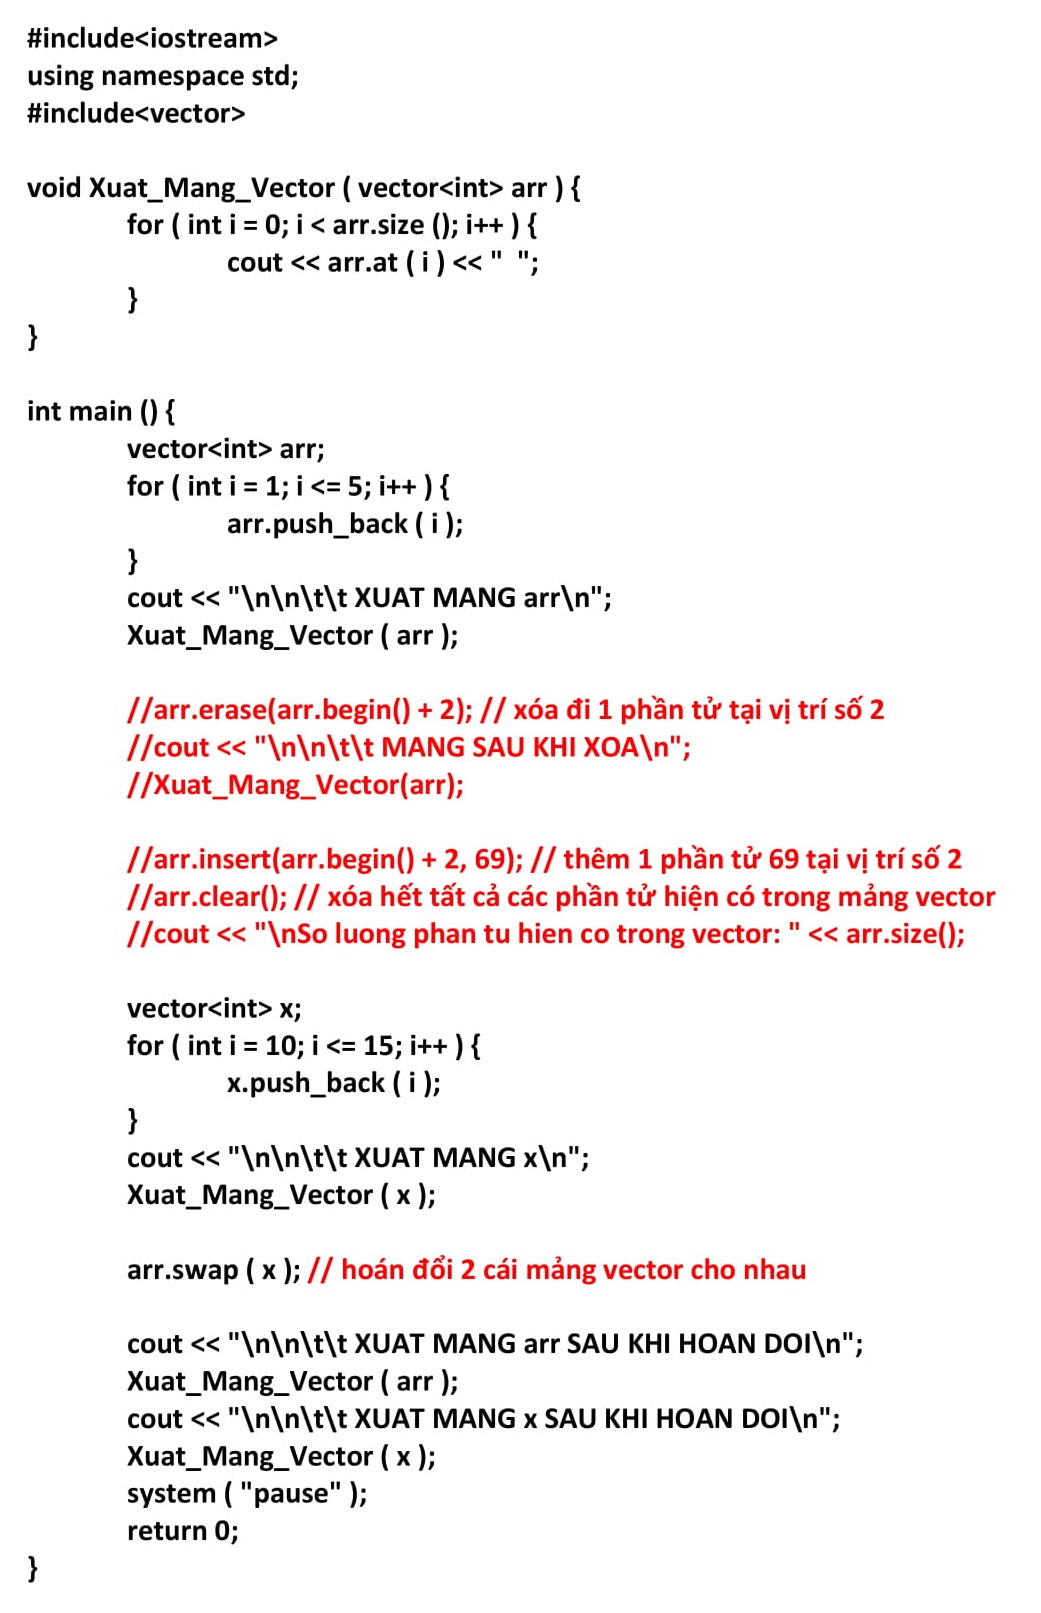 #include<iostream>
using namespace std;
#include<vector>
void Xuat_Mang_Vector ( vector<int> arr ) {
for ( int i = 0; i < arr.size (); i++ ) {
cout << arr.at ( i ) << "  ";
}
}
int main () {
vector<int> arr;
for ( int i = 1; i <= 5; i++ ) {
arr.push_back ( i );
}
cout << "\n\n\t\t XUAT MANG arr\n";
Xuat_Mang_Vector ( arr );
//arr.erase(arr.begin() + 2); // xóa đi 1 phần tử tại vị trí số 2
//cout << "\n\n\t\t MANG SAU KHI XOA\n";
//Xuat_Mang_Vector(arr);
//arr.insert(arr.begin() + 2, 69); // thêm 1 phần tử 69 tại vị trí số 2
//arr.clear(); // xóa hết tất cả các phần tử hiện có trong mảng vector
//cout << "\nSo luong phan tu hien co trong vector: " << arr.size();
vector<int> x;
for ( int i = 10; i <= 15; i++ ) {
x.push_back ( i );
}
cout << "\n\n\t\t XUAT MANG x\n";
Xuat_Mang_Vector ( x );
arr.swap ( x ); // hoán đổi 2 cái mảng vector cho nhau
cout << "\n\n\t\t XUAT MANG arr SAU KHI HOAN DOI\n";
Xuat_Mang_Vector ( arr );
cout << "\n\n\t\t XUAT MANG x SAU KHI HOAN DOI\n";
Xuat_Mang_Vector ( x );
system ( "pause" );
return 0;
}